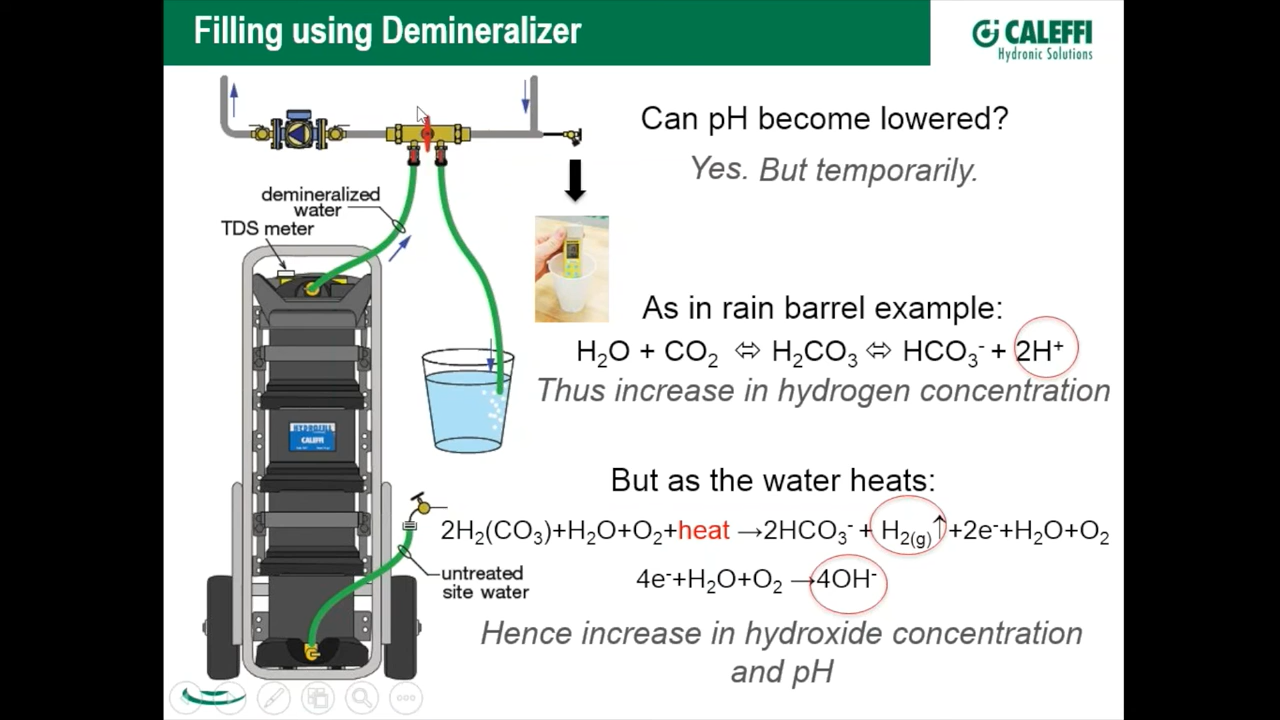 Filling using Demineralizer
CALEFFI
Hydronic Solutions
Can pH become lowered?
Yes. But temporarily.
demineralized
water
TDS meter
As in rain barrel example:
H₂O + CO₂ ⬄ H₂CO₃ ⬄ HCO₃⁻ + 2H⁺
Thus increase in hydrogen concentration
HYDROFILL
CALEFFI
But as the water heats:
2H₂(CO₃)+H₂O+O₂+heat →2HCO₃⁻ + H₂₍g₎↑+2e⁻+H₂O+O₂
4e⁻+H₂O+O₂ →4OH⁻
untreated
site water
Hence increase in hydroxide concentration
and pH